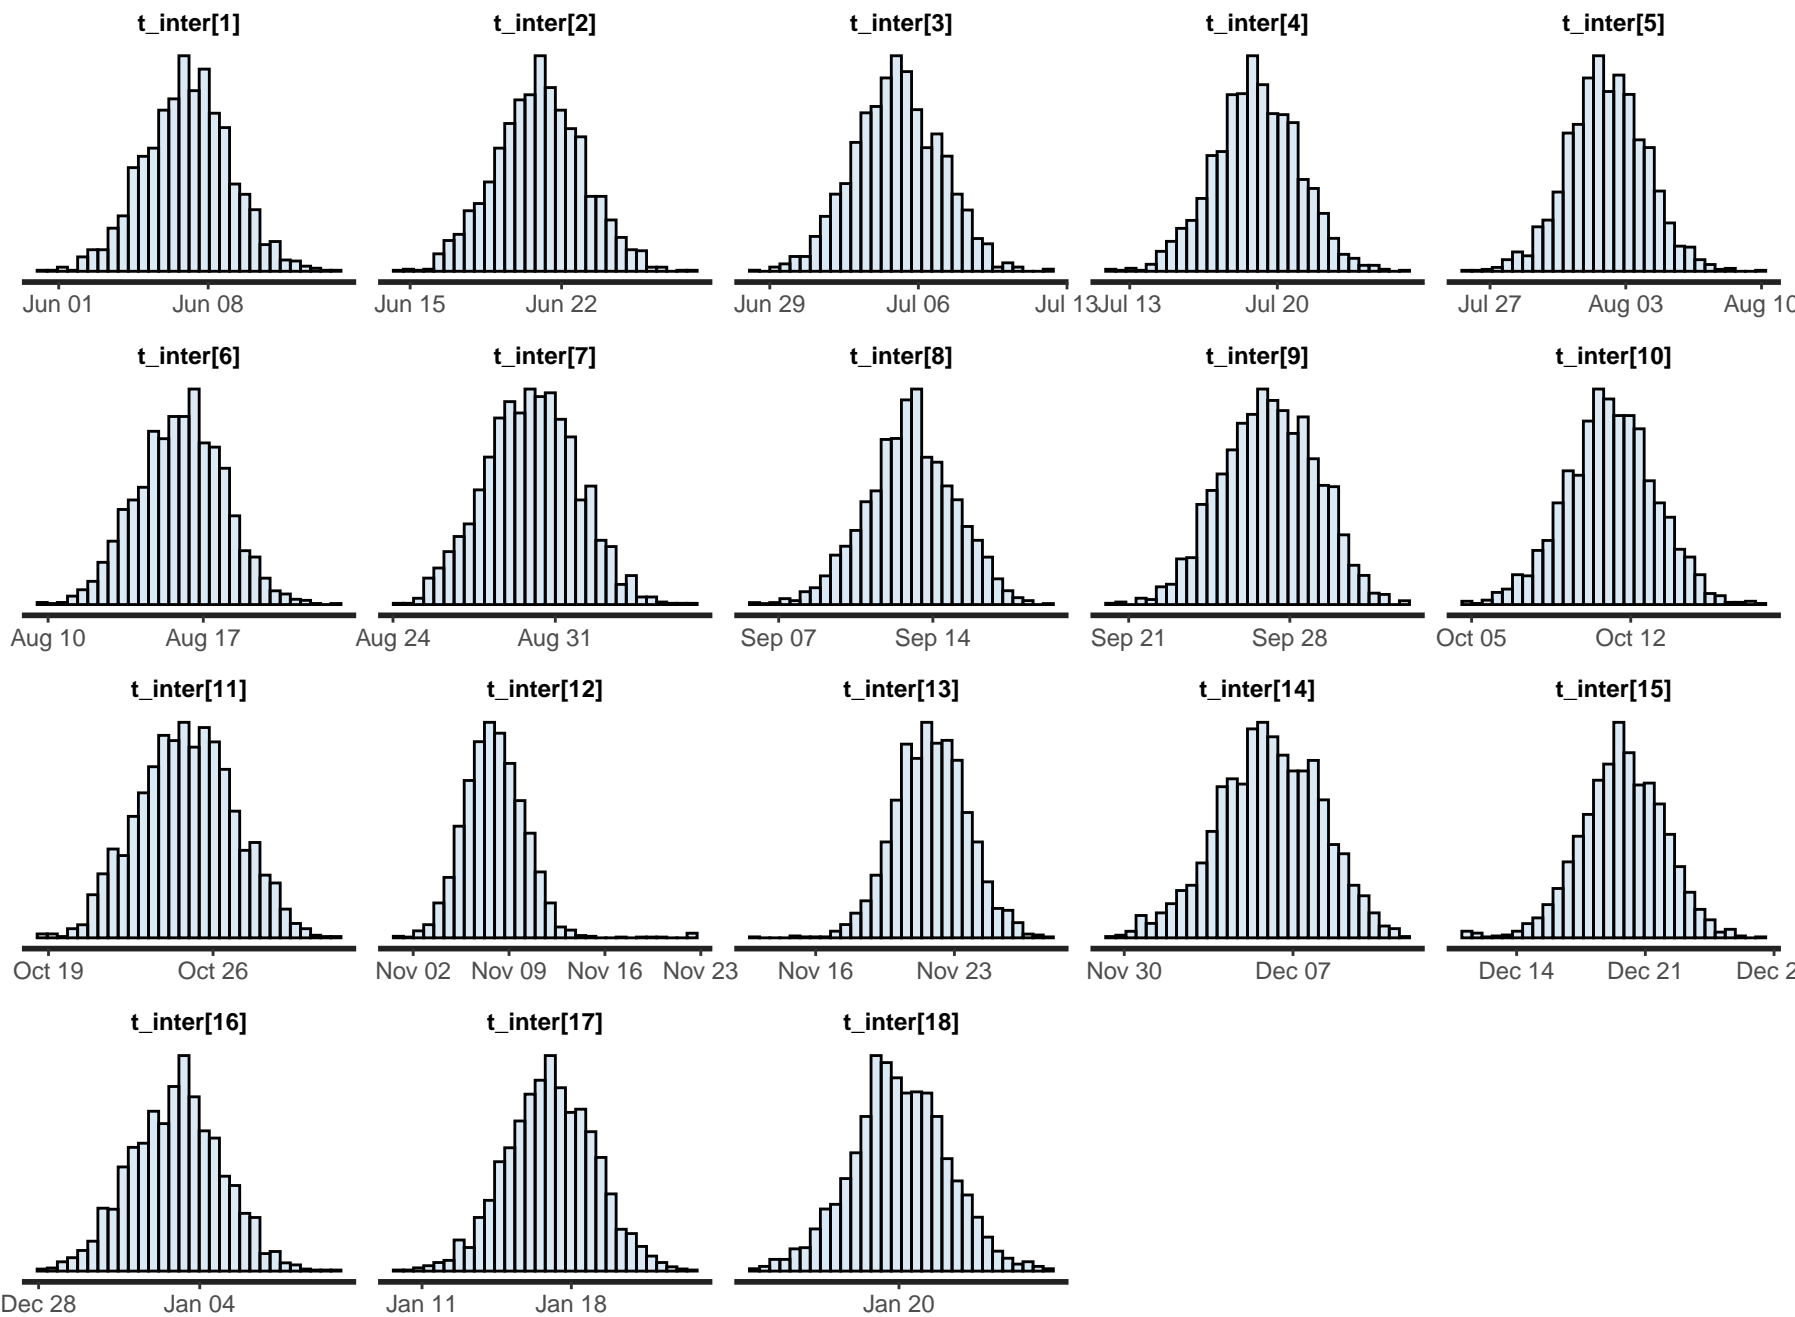 t_inter[1] t_inter[2] t_inter[3] t_inter[4] t_inter[5]
Jun 01 Jun 08 Jun 15 Jun 22 Jun 29 Jul 06 Jul 13 Jul 13 Jul 20 Jul 27 Aug 03 Aug 10
t_inter[6] t_inter[7] t_inter[8] t_inter[9] t_inter[10]
Aug 10 Aug 17 Aug 24 Aug 31 Sep 07 Sep 14 Sep 21 Sep 28 Oct 05 Oct 12
t_inter[11] t_inter[12] t_inter[13] t_inter[14] t_inter[15]
Oct 19 Oct 26 Nov 02 Nov 09 Nov 16 Nov 23 Nov 16 Nov 23 Nov 30 Dec 07 Dec 14 Dec 21 Dec 2
t_inter[16] t_inter[17] t_inter[18]
Dec 28 Jan 04 Jan 11 Jan 18 Jan 20